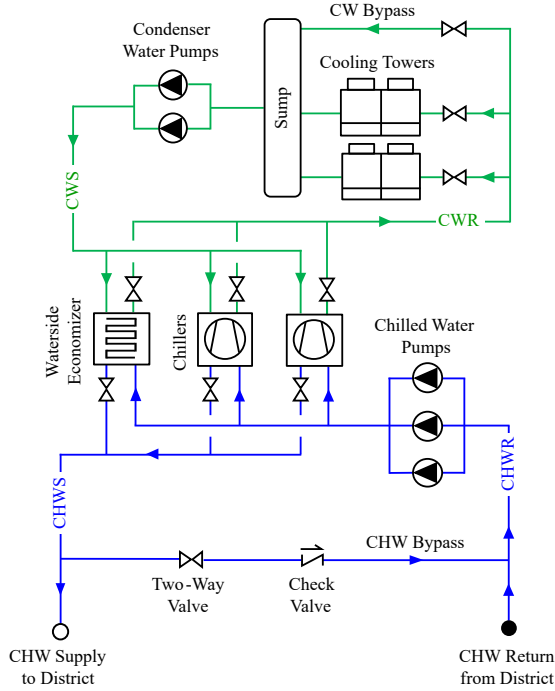 Condenser
Water Pumps
CW Bypass
Cooling Towers
Sump
CWS
CWR
Waterside
Economizer
Chillers
Chilled Water
Pumps
CHWS
CHWR
CHW Bypass
Two-Way
Valve
Check
Valve
CHW Supply
to District
CHW Return
from District